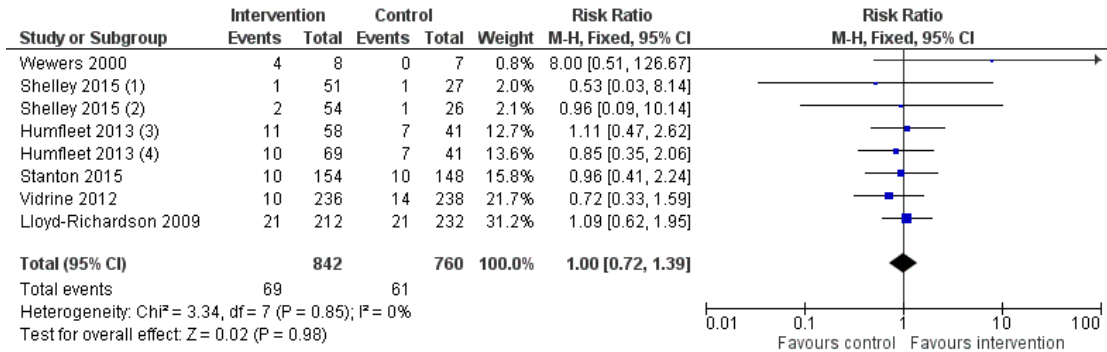 Intervention Control Risk Ratio Risk Ratio
Study or Subgroup Events Total Events Total Weight M-H, Fixed, 95% CI M-H, Fixed, 95% CI
Wewers 2000 4 8 0 7 0.8% 8.00 [0.51, 126.67]
Shelley 2015 (1) 1 51 1 27 2.0% 0.53 [0.03, 8.14]
Shelley 2015 (2) 2 54 1 26 2.1% 0.96 [0.09, 10.14]
Humfleet 2013 (3) 11 58 7 41 12.7% 1.11 [0.47, 2.62]
Humfleet 2013 (4) 10 69 7 41 13.6% 0.85 [0.35, 2.06]
Stanton 2015 10 154 10 148 15.8% 0.96 [0.41, 2.24]
Vidrine 2012 10 236 14 238 21.7% 0.72 [0.33, 1.59]
Lloyd-Richardson 2009 21 212 21 232 31.2% 1.09 [0.62, 1.95]
Total (95% CI) 842 760 100.0% 1.00 [0.72, 1.39]
Total events 69 61
Heterogeneity: Chi² = 3.34, df = 7 (P = 0.85); I² = 0%
Test for overall effect: Z = 0.02 (P = 0.98)
0.01 0.1 1 10 100
Favours control Favours intervention